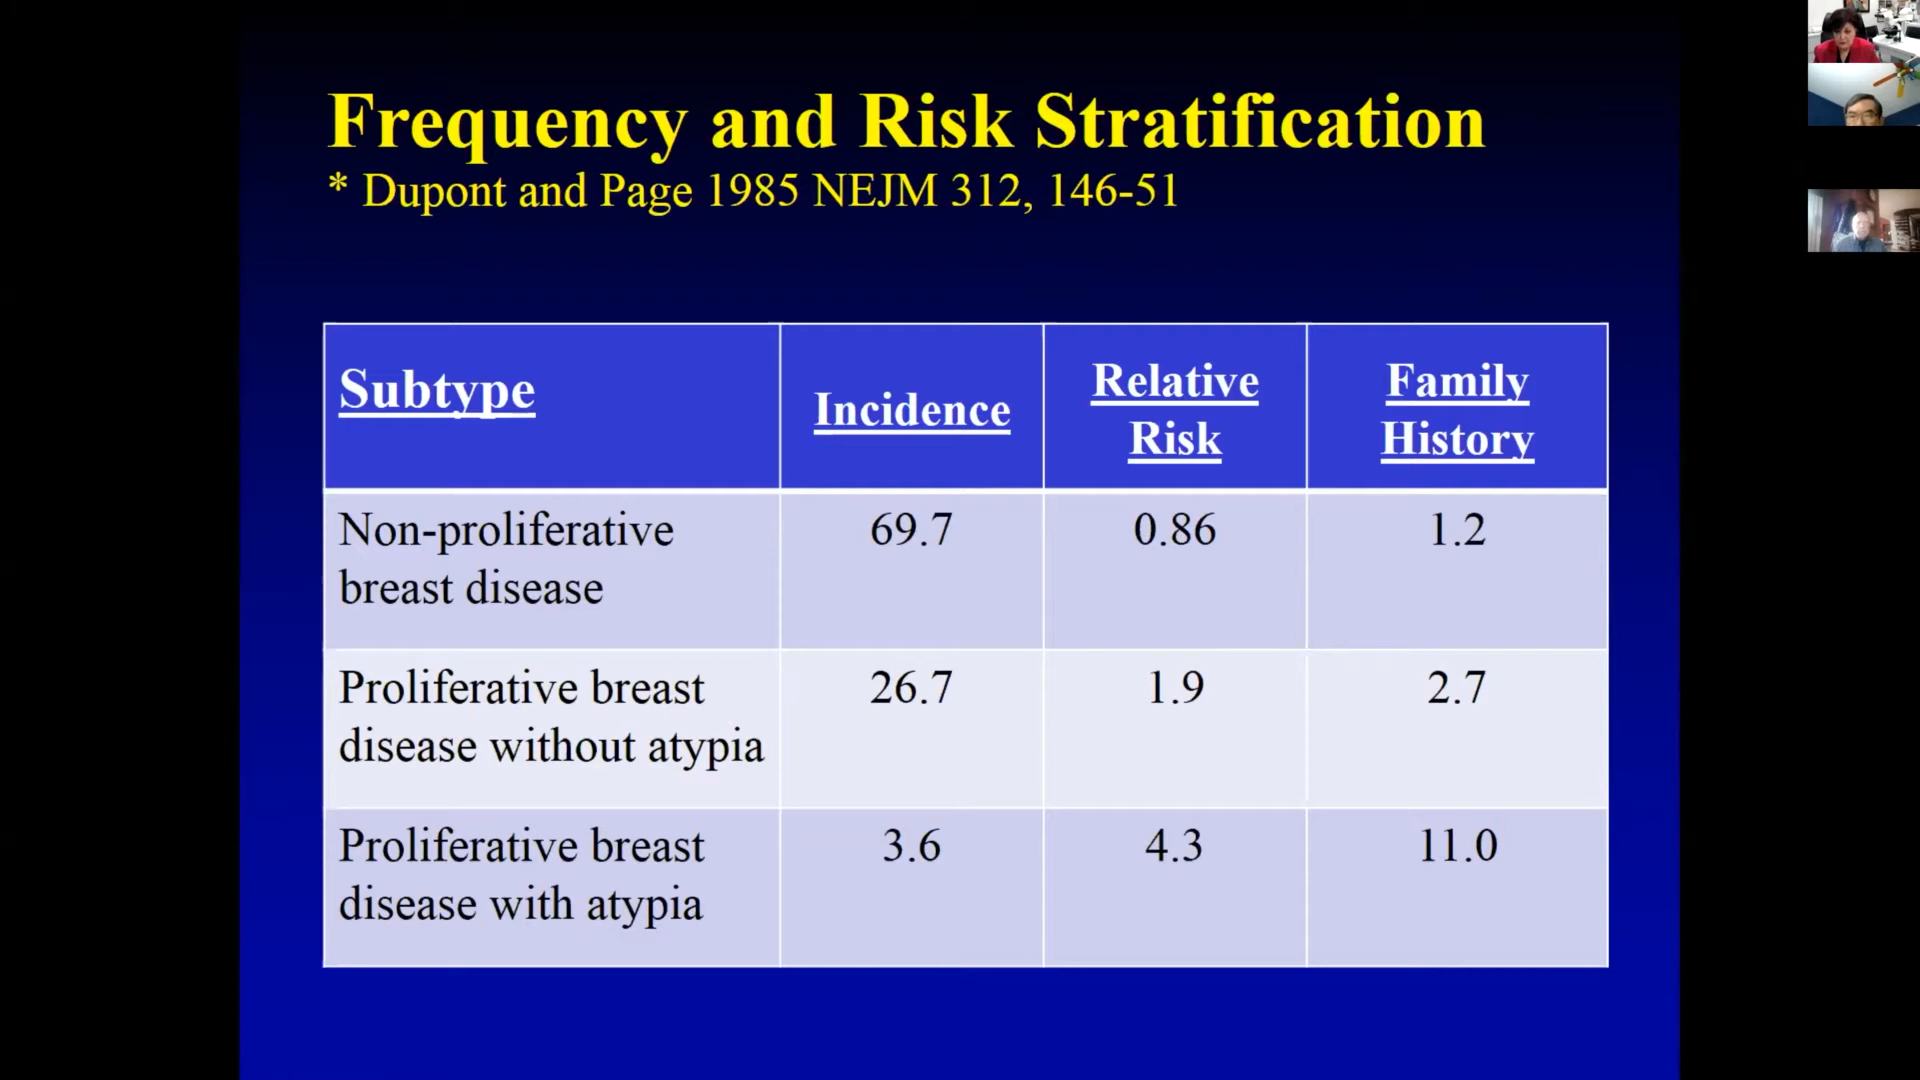 Frequency and Risk Stratification
* Dupont and Page 1985 NEJM 312, 146-51
Subtype
Incidence
Relative
Risk
Family
History
Non-proliferative
breast disease
69.7
0.86
1.2
Proliferative breast
disease without atypia
26.7
1.9
2.7
Proliferative breast
disease with atypia
3.6
4.3
11.0